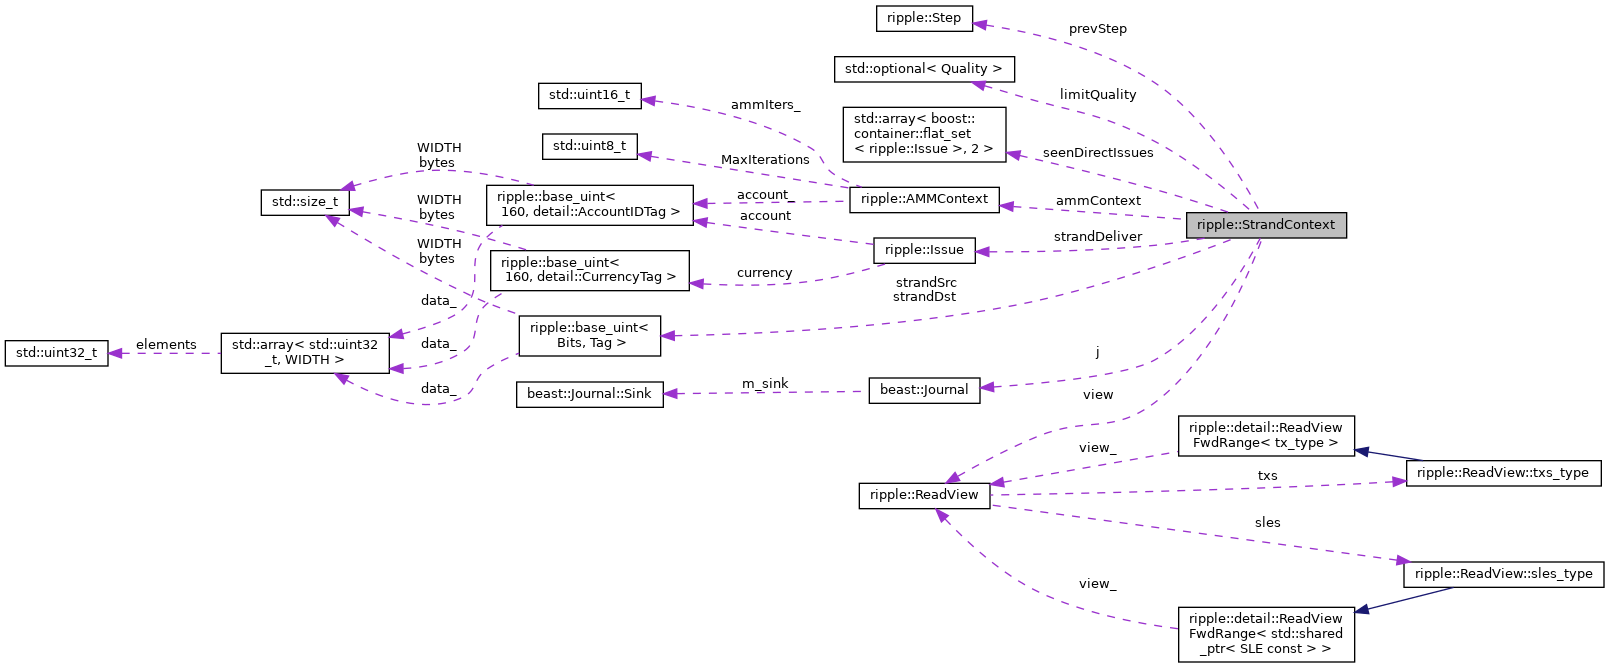 ripple::Step
prevStep
std::optional< Quality >
limitQuality
std::uint16_t
ammIters_
std::array< boost::
container::flat_set
< ripple::Issue >, 2 >
seenDirectIssues
std::uint8_t
MaxIterations
WIDTH
bytes
std::size_t
ripple::base_uint<
160, detail::AccountIDTag >
account_
ripple::AMMContext
ammContext
WIDTH
bytes
account
ripple::StrandContext
ripple::Issue
strandDeliver
WIDTH
bytes
ripple::base_uint<
160, detail::CurrencyTag >
currency
strandSrc
strandDst
data_
ripple::base_uint<
Bits, Tag >
std::uint32_t
elements
std::array< std::uint32
_t, WIDTH >
data_
j
data_
beast::Journal::Sink
m_sink
beast::Journal
view
ripple::detail::ReadView
FwdRange< tx_type >
view_
ripple::ReadView::txs_type
txs
ripple::ReadView
sles
ripple::ReadView::sles_type
view_
ripple::detail::ReadView
FwdRange< std::shared
_ptr< SLE const > >